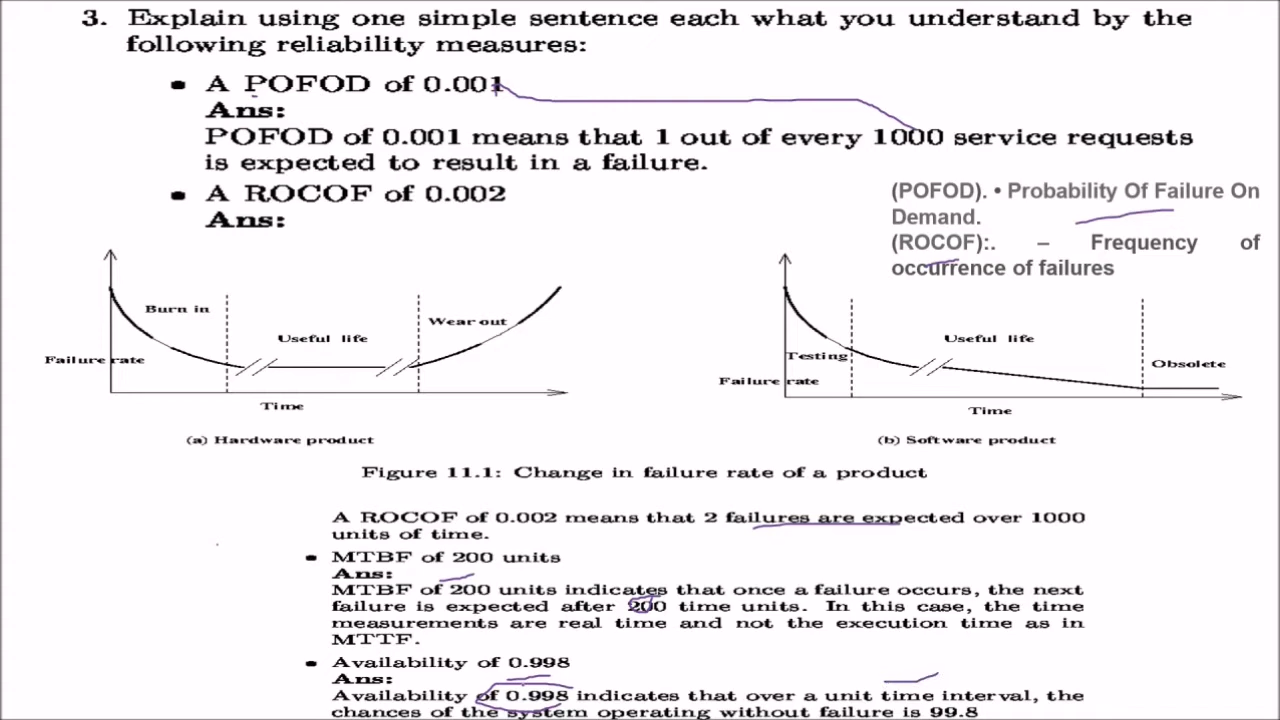 3. Explain using one simple sentence each what you understand by the
following reliability measures:
• A POFOD of 0.001
Ans:
POFOD of 0.001 means that 1 out of every 1000 service requests
is expected to result in a failure.
• A ROCOF of 0.002
Ans:
(POFOD). • Probability Of Failure On
Demand.
(ROCOF):. – Frequency of
occurrence of failures
Burn in
Useful life
Wear out
Failure rate
Time
(a) Hardware product
Testing
Useful life
Obsolete
Failure rate
Time
(b) Software product
Figure 11.1: Change in failure rate of a product
A ROCOF of 0.002 means that 2 failures are expected over 1000
units of time.
• MTBF of 200 units
Ans:
MTBF of 200 units indicates that once a failure occurs, the next
failure is expected after 200 time units. In this case, the time
measurements are real time and not the execution time as in
MTTF.
• Availability of 0.998
Ans:
Availability of 0.998 indicates that over a unit time interval, the
chances of the system operating without failure is 99.8